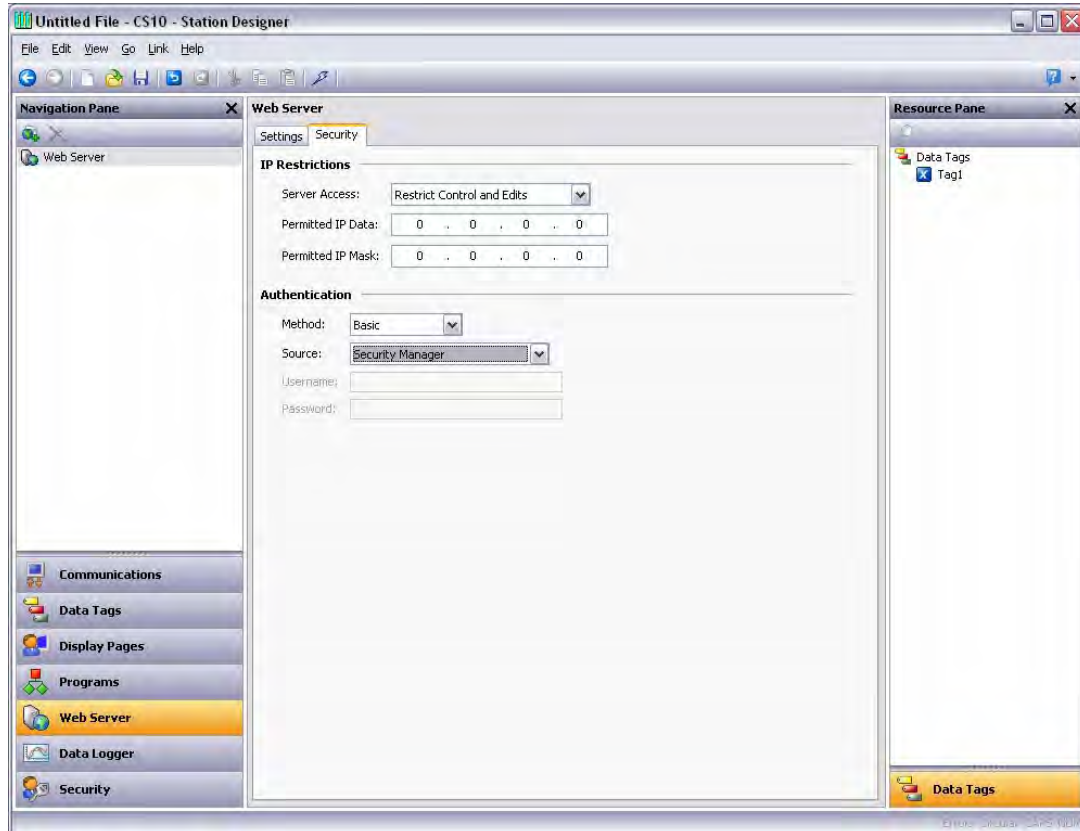 Untitled File - CS10 - Station Designer
File Edit View Go Link Help
Navigation Pane
Web Server
Communications
Data Tags
Display Pages
Programs
Web Server
Data Logger
Security
Web Server
Settings Security
IP Restrictions
Server Access: Restrict Control and Edits
Permitted IP Data: 0 . 0 . 0 . 0
Permitted IP Mask: 0 . 0 . 0 . 0
Authentication
Method: Basic
Source: Security Manager
Username:
Password:
Resource Pane
Data Tags
Tag1
Data Tags